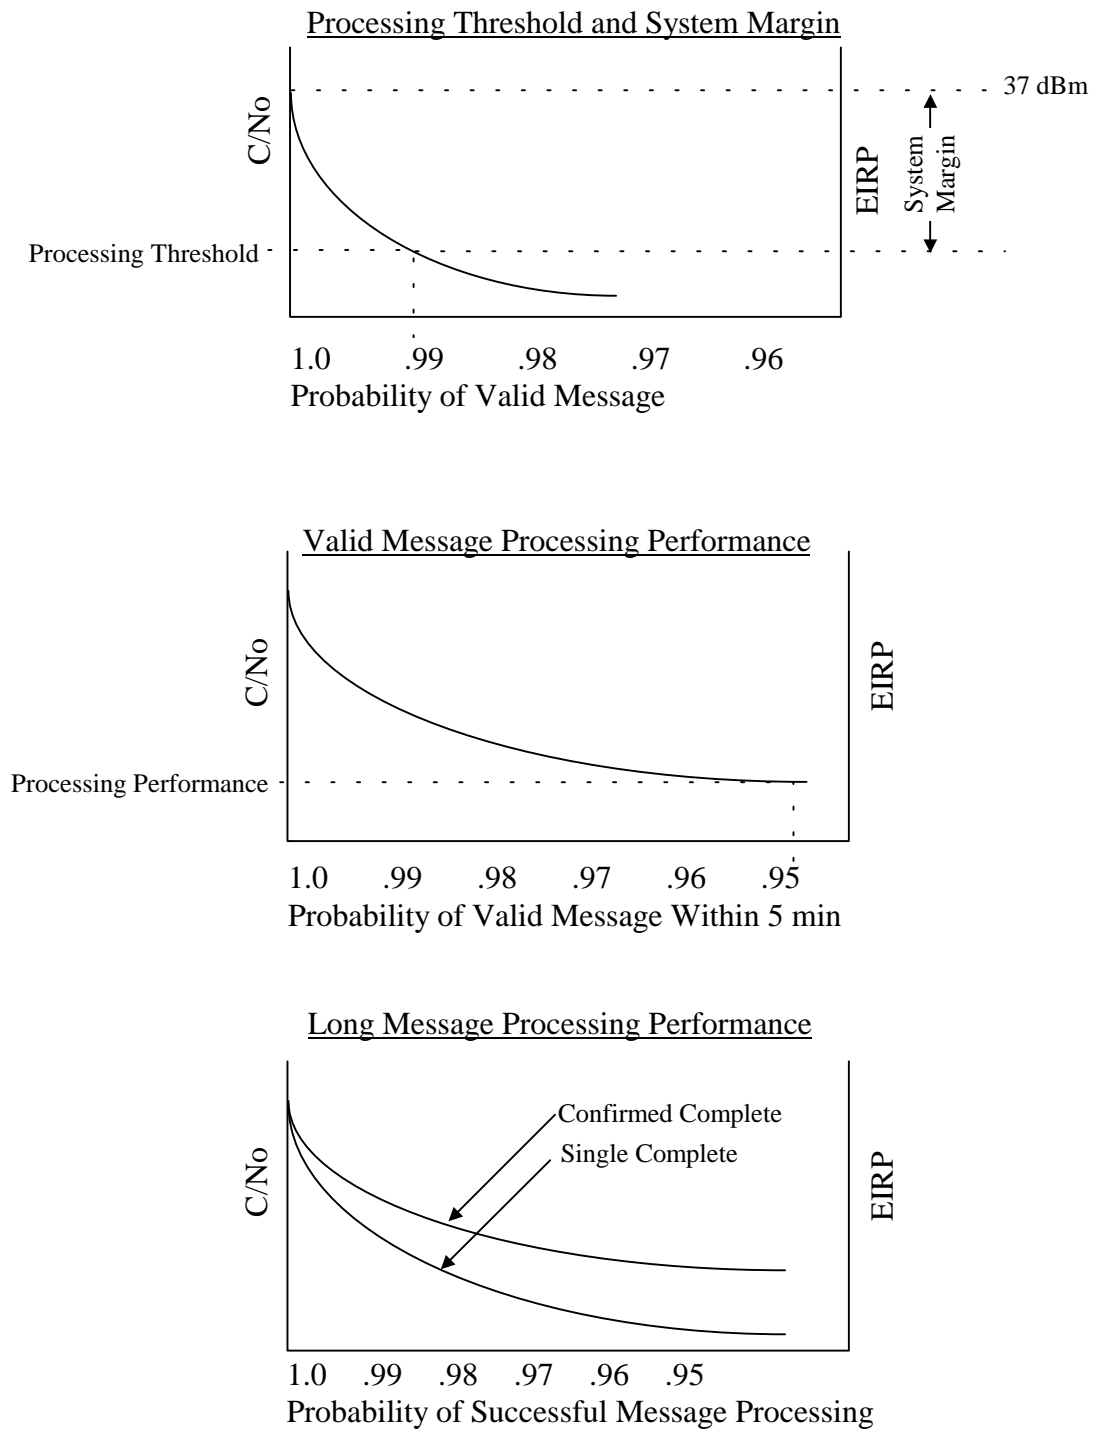 Processing Threshold and System Margin
37 dBm
C/No
EIRP
System
Margin
Processing Threshold
1.0 .99 .98 .97 .96
Probability of Valid Message
Valid Message Processing Performance
C/No
EIRP
Processing Performance
1.0 .99 .98 .97 .96 .95
Probability of Valid Message Within 5 min
Long Message Processing Performance
Confirmed Complete
Single Complete
C/No
EIRP
1.0 .99 .98 .97 .96 .95
Probability of Successful Message Processing